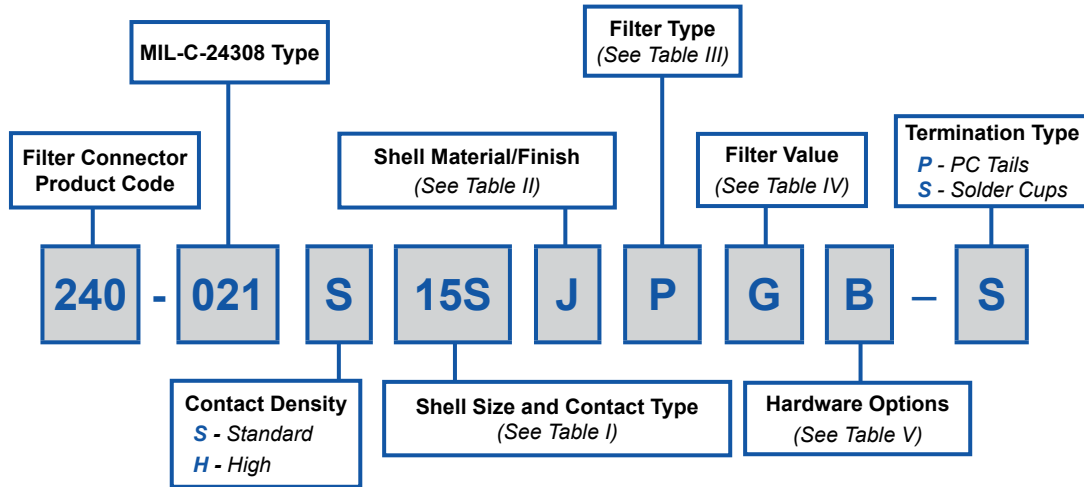 MIL-C-24308 Type
Filter Type
(See Table III)
Filter Connector
Product Code
Shell Material/Finish
(See Table II)
Filter Value
(See Table IV)
Termination Type
P - PC Tails
S - Solder Cups
240 - 021 S 15S J P G B – S
Contact Density
S - Standard
H - High
Shell Size and Contact Type
(See Table I)
Hardware Options
(See Table V)